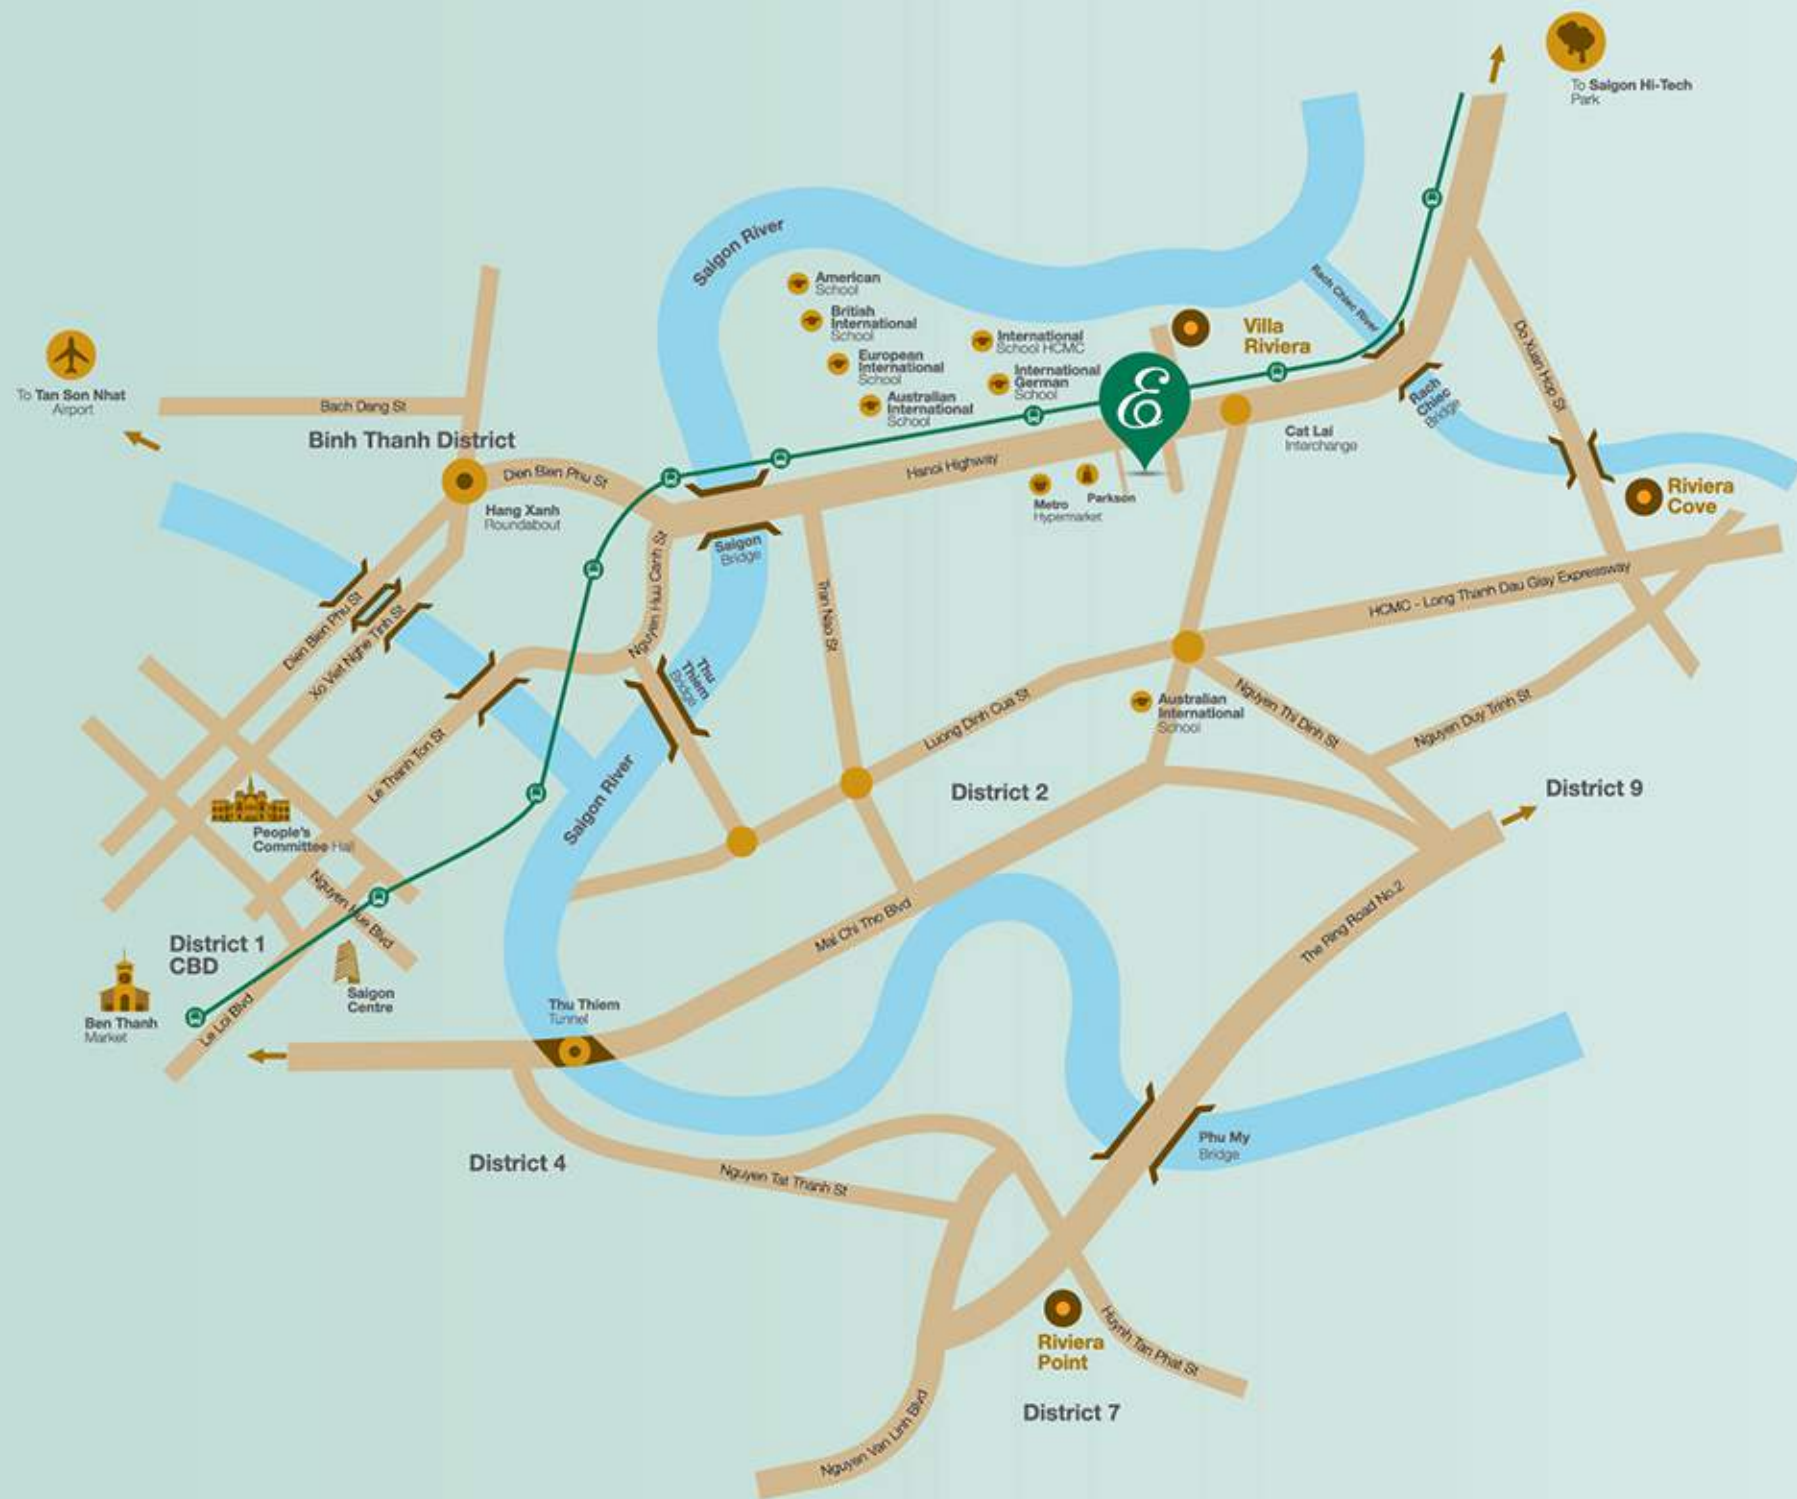 To Saigon Hi-Tech
Park
Saigon River
American
School
British
International
School
European
International
School
Australian
International
School
International
School HCMC
International
German
School
Villa
Riviera
Rach Chiec River
Do Xuan Hop St
To Tan Son Nhat
Airport
Bach Dang St
Binh Thanh District
Dien Bien Phu St
Hang Xanh
Roundabout
Hanoi Highway
E
Metro
Hypermarket
Parkson
Cat Lai
Interchange
Rach
Chiec
Bridge
Riviera
Cove
Saigon
Bridge
Nguyen Huu Canh St
Tran Nao St
Dien Bien Phu St
Xo Viet Nghe Tinh St
HCMC - Long Thanh Dau Giay Expressway
Thu
Thiem
Bridge
Luong Dinh Cua St
Australian
International
School
Nguyen Thi Dinh St
Nguyen Duy Trinh St
Le Thanh Ton St
Saigon River
District 2
District 9
People's
Committee Hall
Nguyen Hue Blvd
Mai Chi Tho Blvd
The Ring Road No.2
District 1
CBD
Saigon
Centre
Ben Thanh
Market
Le Loi Blvd
Thu Thiem
Tunnel
Phu My
Bridge
District 4
Nguyen Tat Thanh St
Riviera
Point
Huynh Tan Phat St
District 7
Nguyen Van Linh Blvd